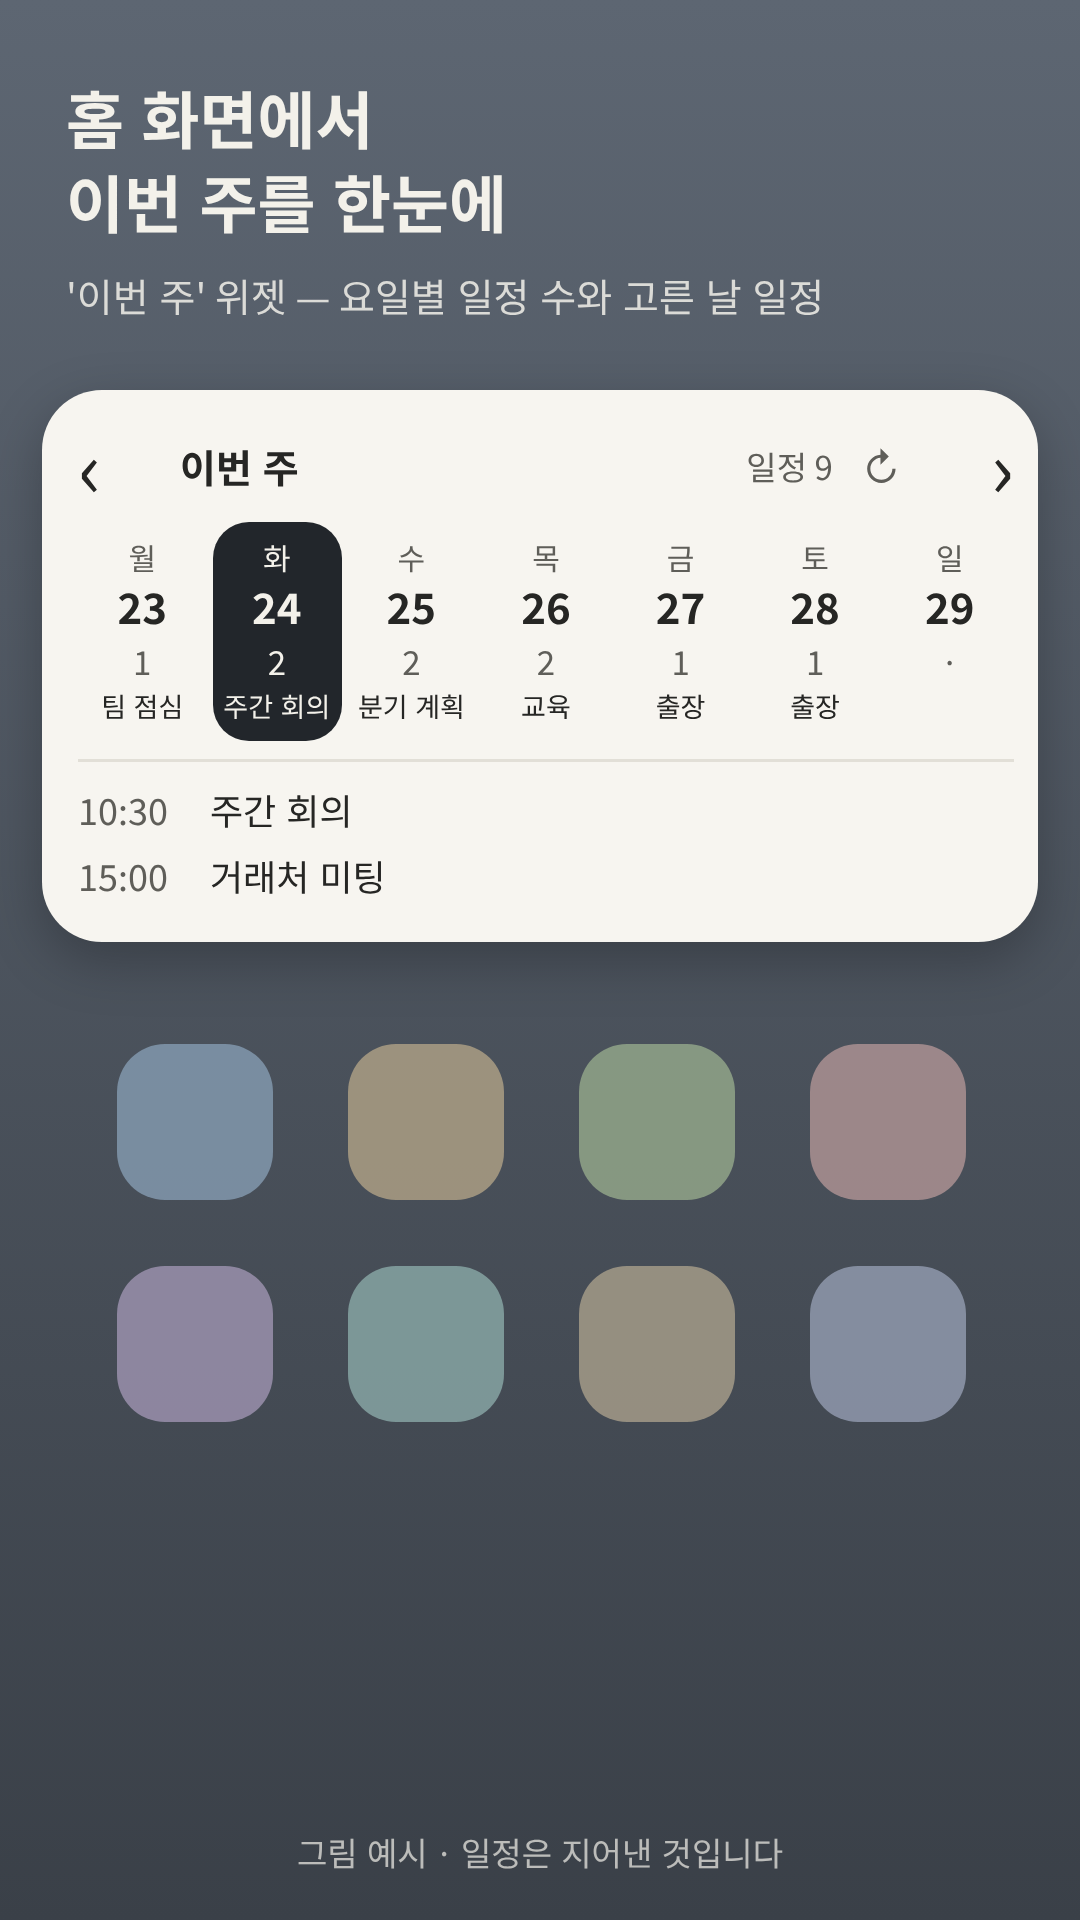 홈 화면에서
이번 주를 한눈에
'이번 주' 위젯 — 요일별 일정 수와 고른 날 일정
‹ 이번 주 일정 9 ›
월 화 수 목 금 토 일
23 24 25 26 27 28 29
1 2 2 2 1 1 ·
팀 점심 주간 회의 분기 계획 교육 출장 출장
10:30 주간 회의
15:00 거래처 미팅
그림 예시 · 일정은 지어낸 것입니다